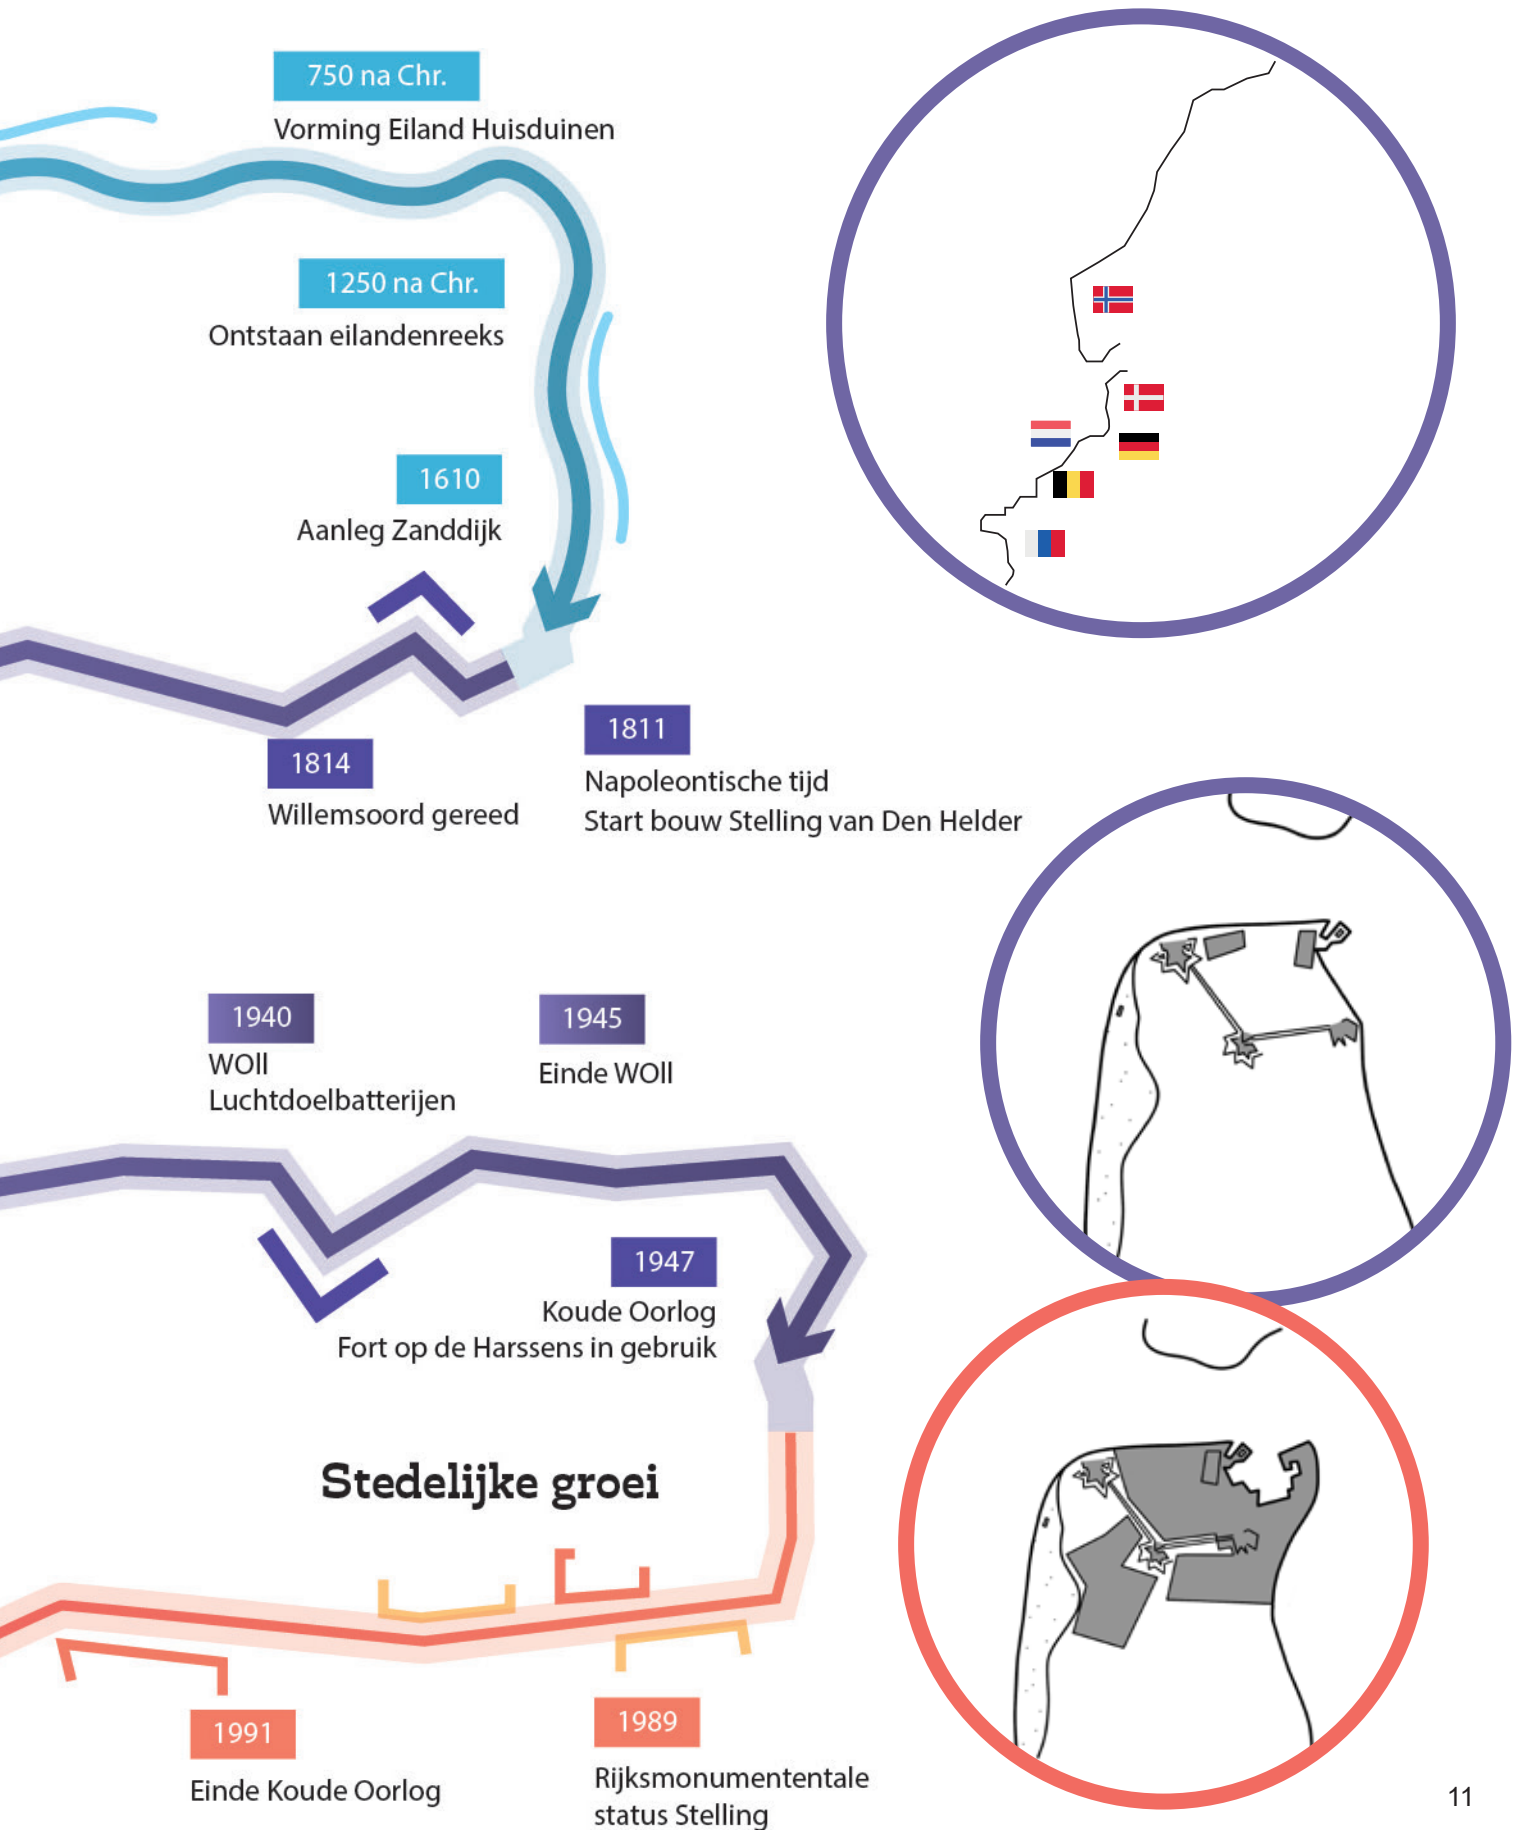 750 na Chr.
Vorming Eiland Huisduinen
1250 na Chr.
Ontstaan eilandenreeks
1610
Aanleg Zanddijk
1811
Napoleontische tijd
Start bouw Stelling van Den Helder
1814
Willemsoord gereed
1940
WOll
Luchtdoelbatterijen
1945
Einde WOll
1947
Koude Oorlog
Fort op de Harssens in gebruik
Stedelijke groei
1989
Rijksmonumententale
status Stelling
1991
Einde Koude Oorlog
11